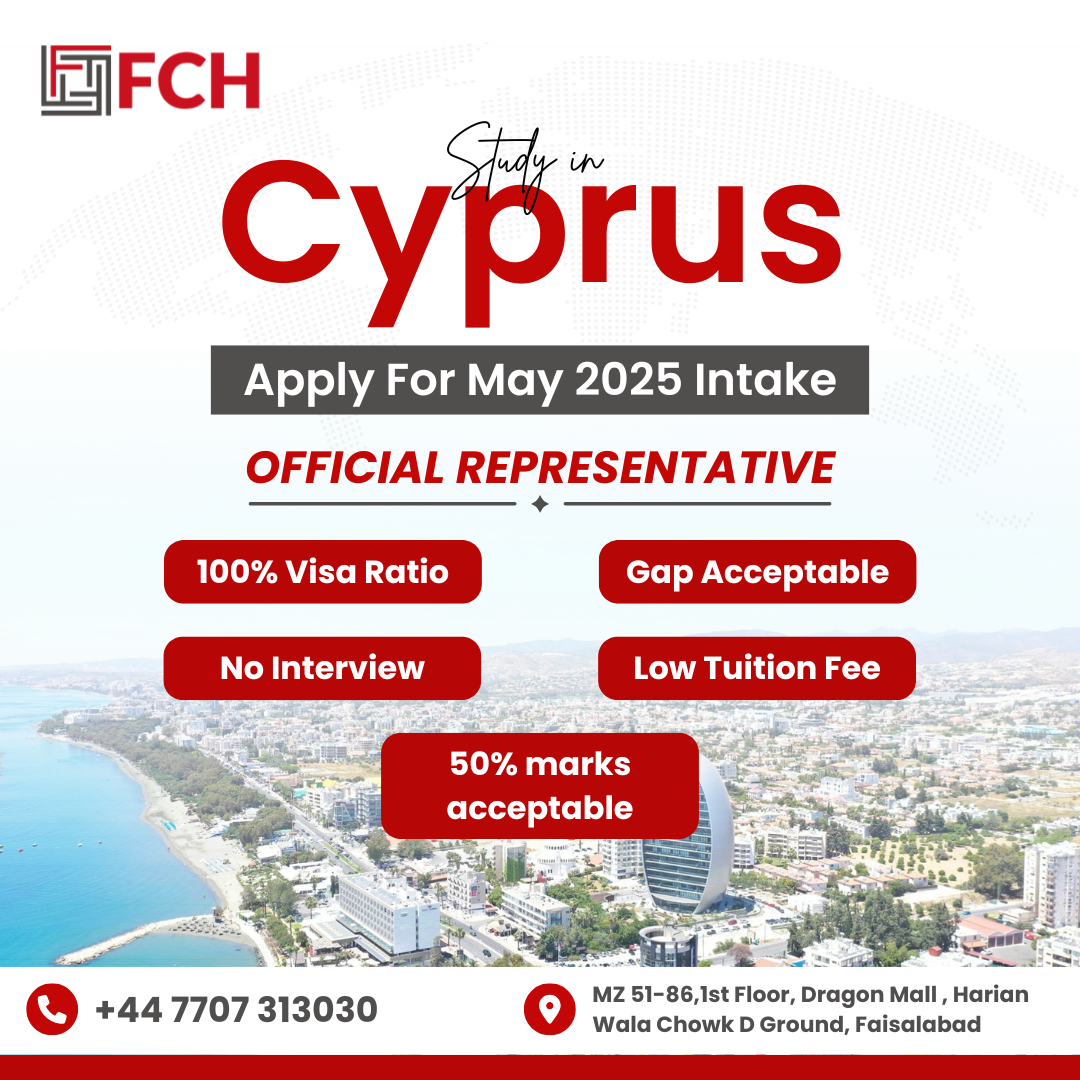 FCH
Study in
Cyprus
Apply For May 2025 Intake
OFFICIAL REPRESENTATIVE
100% Visa Ratio
Gap Acceptable
No Interview
Low Tuition Fee
50% marks
acceptable
+44 7707 313030
MZ 51-86,1st Floor, Dragon Mall , Harian
Wala Chowk D Ground, Faisalabad